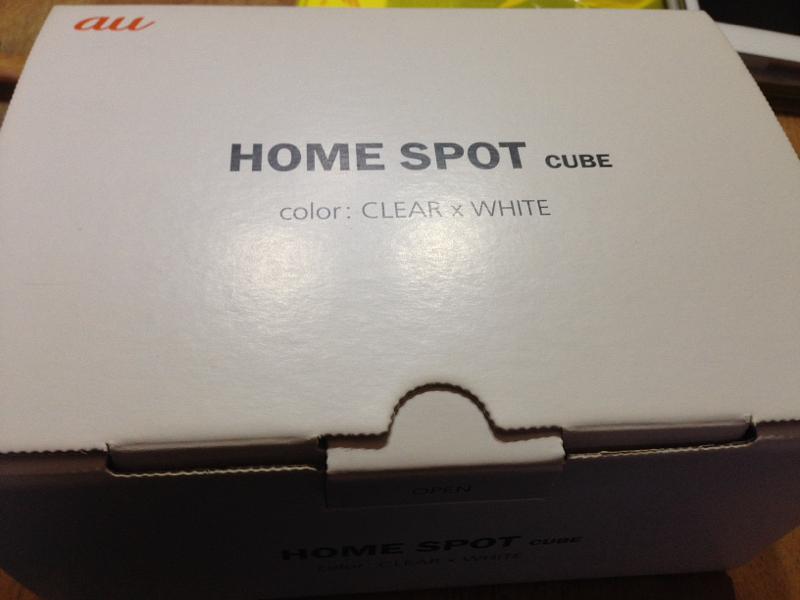 au
HOME SPOT CUBE
color: CLEAR x WHITE
OPEN
HOME SPOT CUBE
color: CLEAR x WHITE